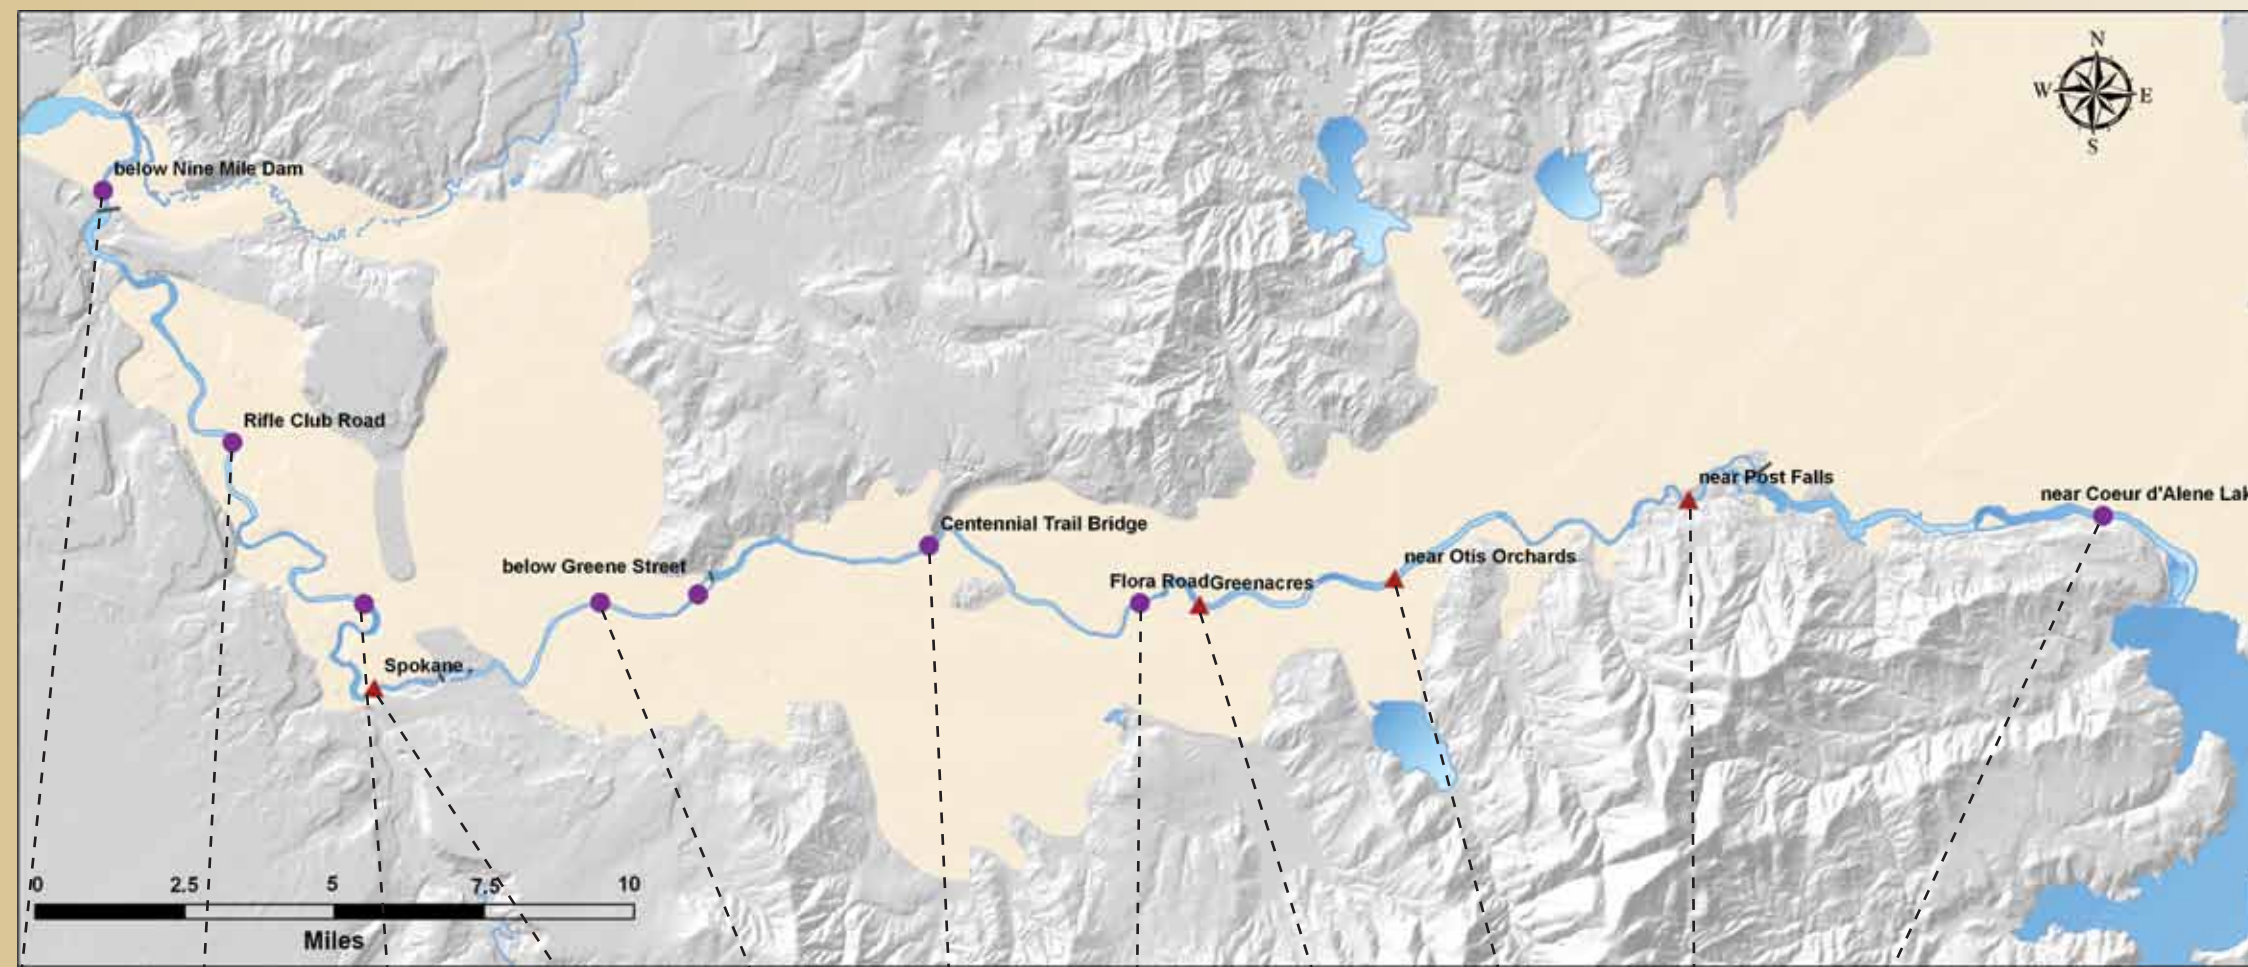 N
W E
S
below Nine Mile Dam
Rifle Club Road
near Post Falls
near Coeur d'Alene Lak
Centennial Trail Bridge
near Otis Orchards
below Greene Street
Flora Road
Greenacres
Spokane
0 2.5 5 7.5 10
Miles